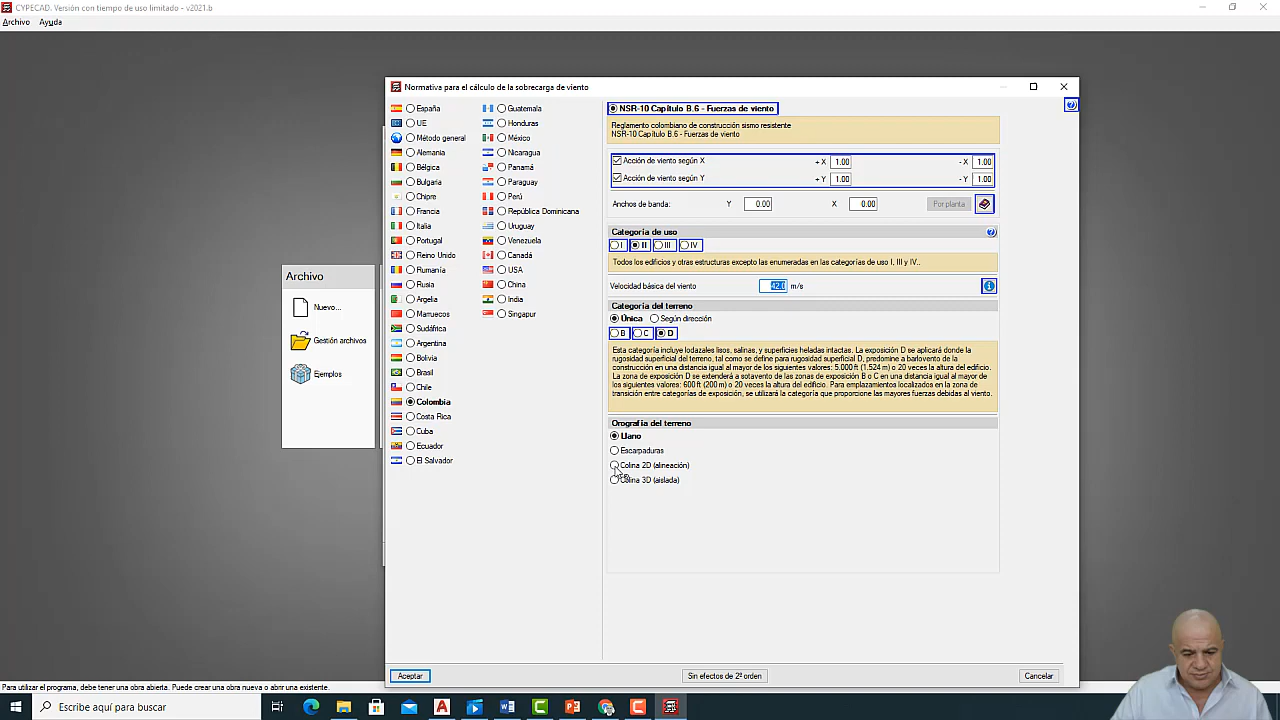 CYPECAD. Versión con tiempo de uso limitado - v2021.b
Archivo Ayuda
Normativa para el cálculo de la sobrecarga de viento
España
UE
Método general
Alemania
Bélgica
Bulgaria
Chipre
Francia
Italia
Portugal
Reino Unido
Rumanía
Rusia
Argelia
Marruecos
Sudáfrica
Argentina
Bolivia
Brasil
Chile
Colombia
Costa Rica
Cuba
Ecuador
El Salvador
Guatemala
Honduras
México
Nicaragua
Panamá
Paraguay
Perú
República Dominicana
Uruguay
Venezuela
Canadá
USA
China
India
Singapur
NSR-10 Capítulo B.6 - Fuerzas de viento
Reglamento colombiano de construcción sismo resistente
NSR-10 Capítulo B.6 - Fuerzas de viento
Acción de viento según X +X 1.00 -X 1.00
Acción de viento según Y +Y 1.00 -Y 1.00
Anchos de banda: Y 0.00 X 0.00 Por planta
Categoría de uso
I II III IV
Todos los edificios y otras estructuras excepto las enumeradas en las categorías de uso I, III y IV..
Velocidad básica del viento 42.0 m/s
Categoría del terreno
Única Según dirección
B C D
Esta categoría incluye lodazales lisos, salinas, y superficies heladas intactas. La exposición D se aplicará donde la
rugosidad superficial del terreno, tal como se define para rugosidad superficial D, predomine a barlovento de la
construcción en una distancia igual al mayor de los siguientes valores: 5.000 ft (1.524 m) o 20 veces la altura del edificio.
La zona de exposición D se extenderá a sotavento de las zonas de exposición B o C en una distancia igual al mayor de
los siguientes valores: 600 ft (200 m) o 20 veces la altura del edificio. Para emplazamientos localizados en la zona de
transición entre categorías de exposición, se utilizará la categoría que proporcione las mayores fuerzas debidas al viento.
Orografía del terreno
Llano
Escarpaduras
Colina 2D (alineación)
Colina 3D (aislada)
Aceptar Sin efectos de 2º orden Cancelar
Archivo
Nuevo...
Gestión archivos
Ejemplos
Para utilizar el programa, debe tener una obra abierta. Puede crear una obra nueva o abrir una existente.
Escribe aquí para buscar